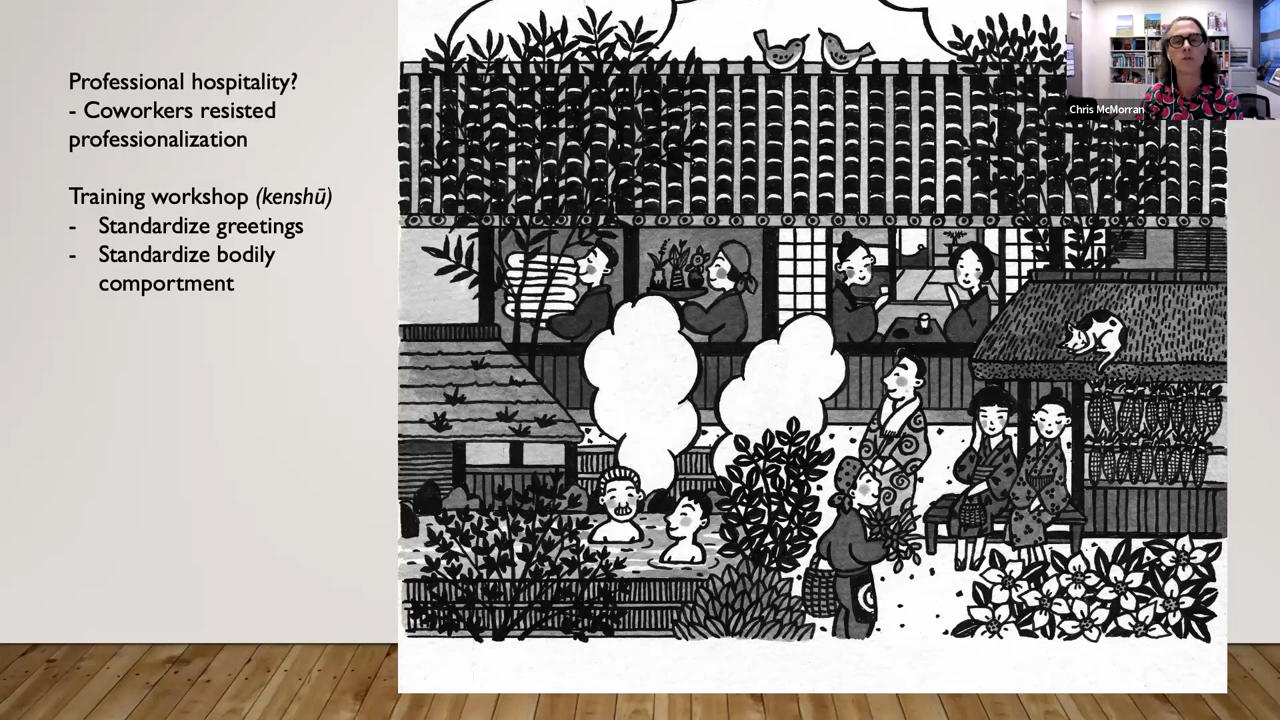 Professional hospitality?
- Coworkers resisted
professionalization
Training workshop (kenshū)
- Standardize greetings
- Standardize bodily
comportment
Chris McMorran